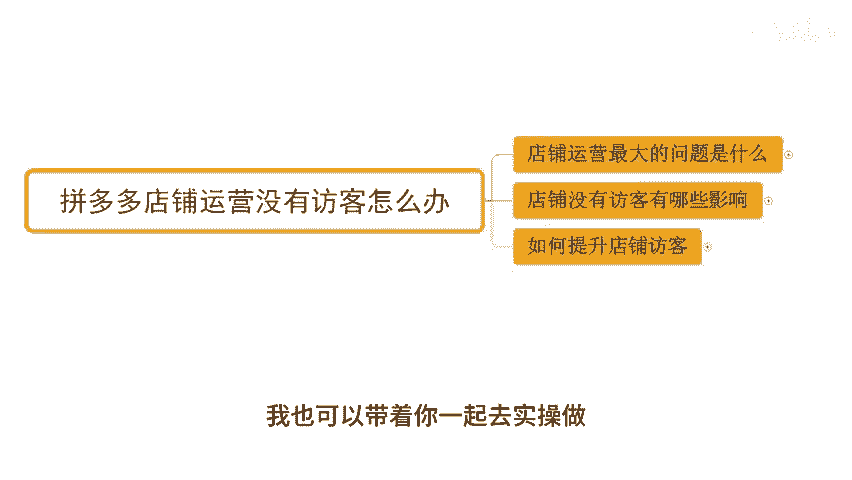 店铺运营最大的问题是什么
拼多多店铺运营没有访客怎么办
店铺没有访客有哪些影响
如何提升店铺访客
我也可以带着你一起去实操做